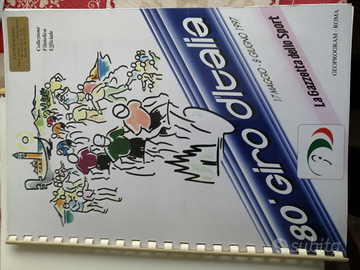 Collezione
Filatelica
Ufficiale
80° Giro d'Italia
17 MAGGIO - 8 GIUGNO 1997
La Gazzetta dello Sport
GEOPROGRAM - ROMA
subito